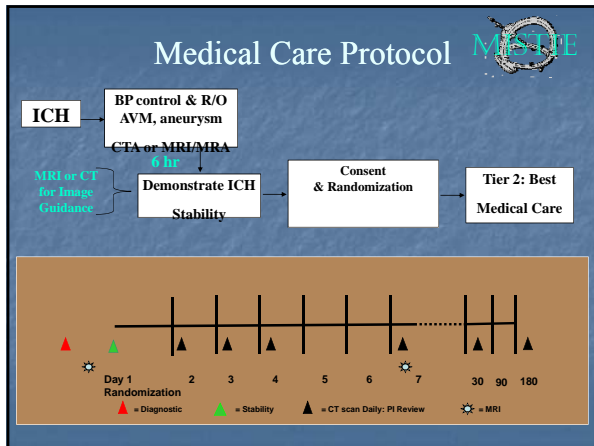 Medical Care Protocol
MISTIE
ICH
BP control & R/O
AVM, aneurysm
CTA or MRI/MRA
6 hr
MRI or CT
for Image
Guidance
Demonstrate ICH
Stability
Consent
& Randomization
Tier 2: Best
Medical Care
Day 1
Randomization
2
3
4
5
6
7
30
90
180
= Diagnostic
= Stability
= CT scan Daily: PI Review
= MRI